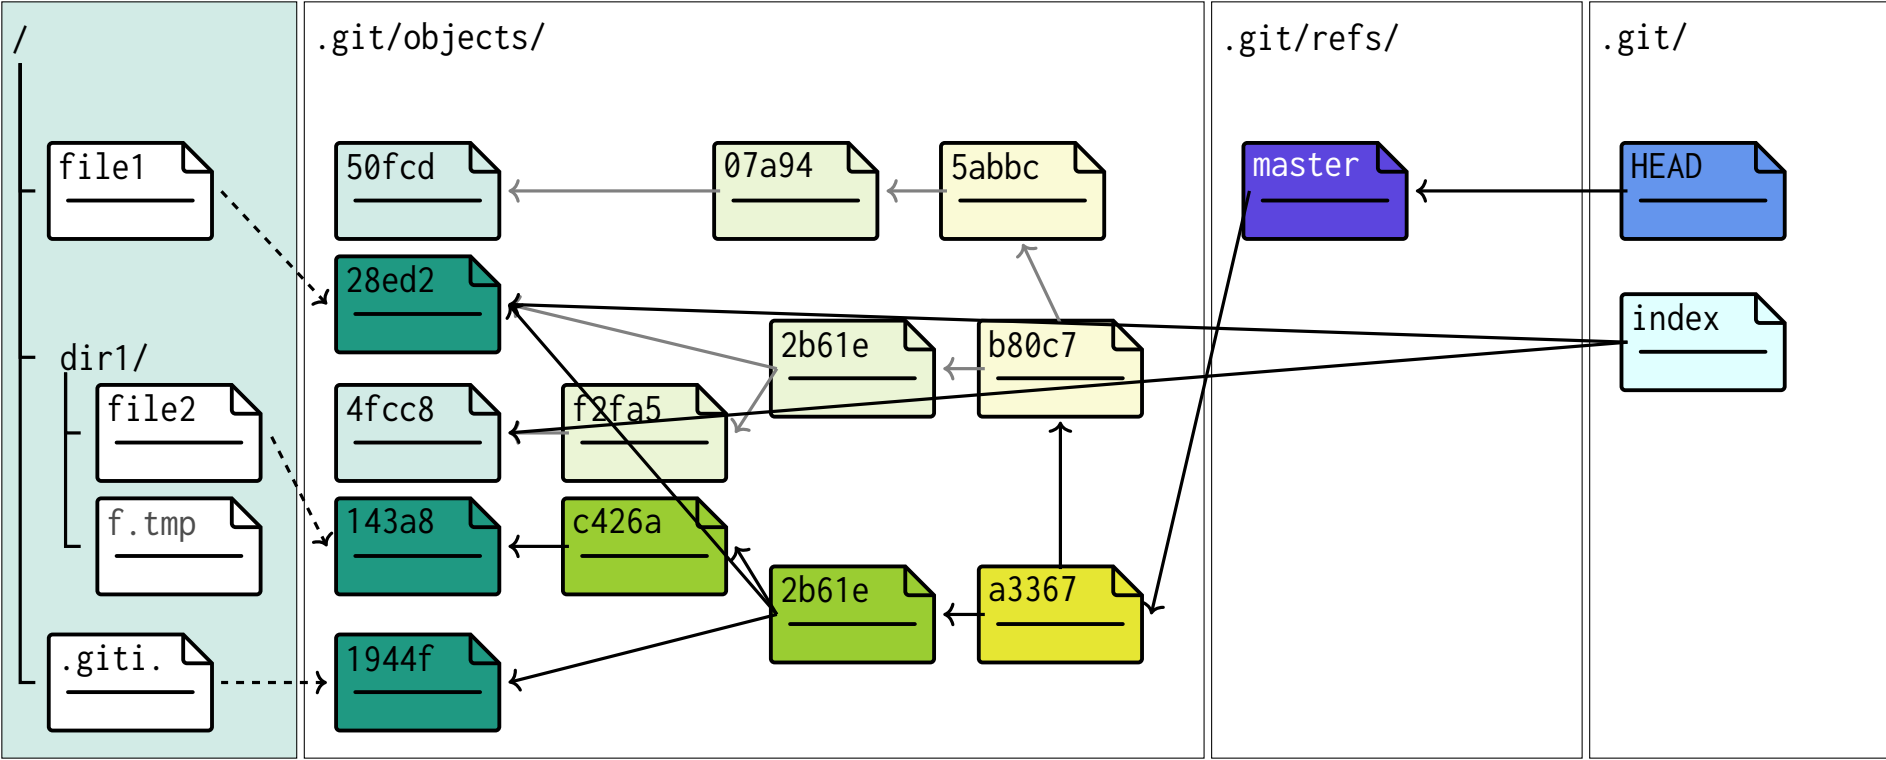 /
.git/objects/
.git/refs/
.git/
file1
50fcd
07a94
5abbc
master
HEAD
28ed2
index
dir1/
2b61e
b80c7
file2
4fcc8
f2fa5
f.tmp
143a8
c426a
2b61e
a3367
.giti.
1944f